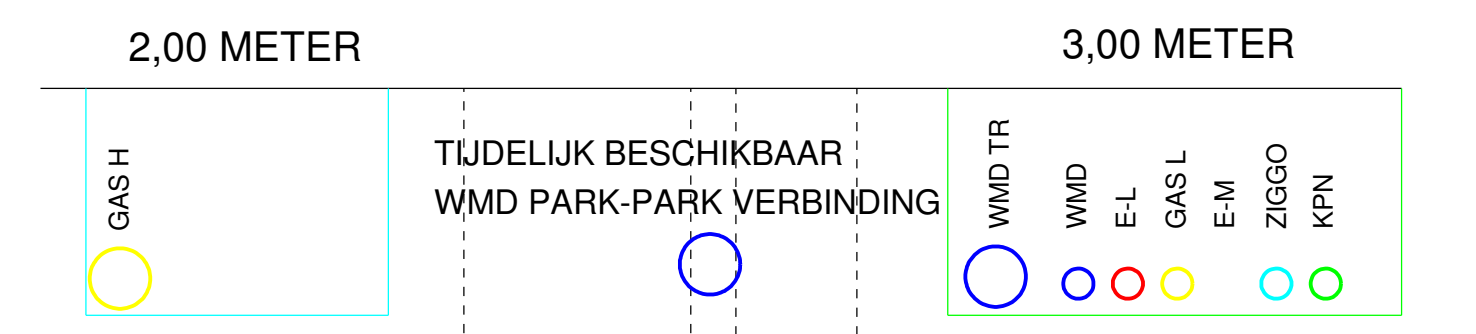 2,00 METER
3,00 METER
GAS H
TIJDELIJK BESCHIKBAAR
WMD PARK-PARK VERBINDING
WMD TR
WMD
E-L
GAS L
E-M
ZIGGO
KPN